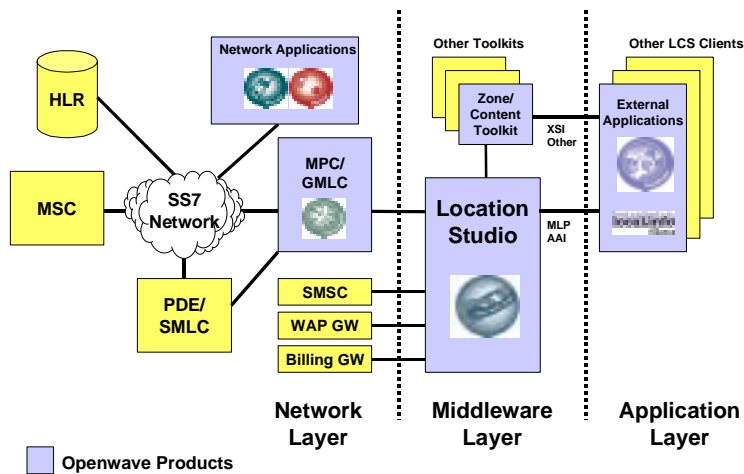 Other Toolkits
Other LCS Clients
Network Applications
HLR
Zone/
Content
Toolkit
External
Applications
XSI
Other
MPC/
GMLC
SS7
Network
MSC
Location
Studio
MLP
AAI
PDE/
SMLC
SMSC
WAP GW
Billing GW
Network
Layer
Middleware
Layer
Application
Layer
Openwave Products